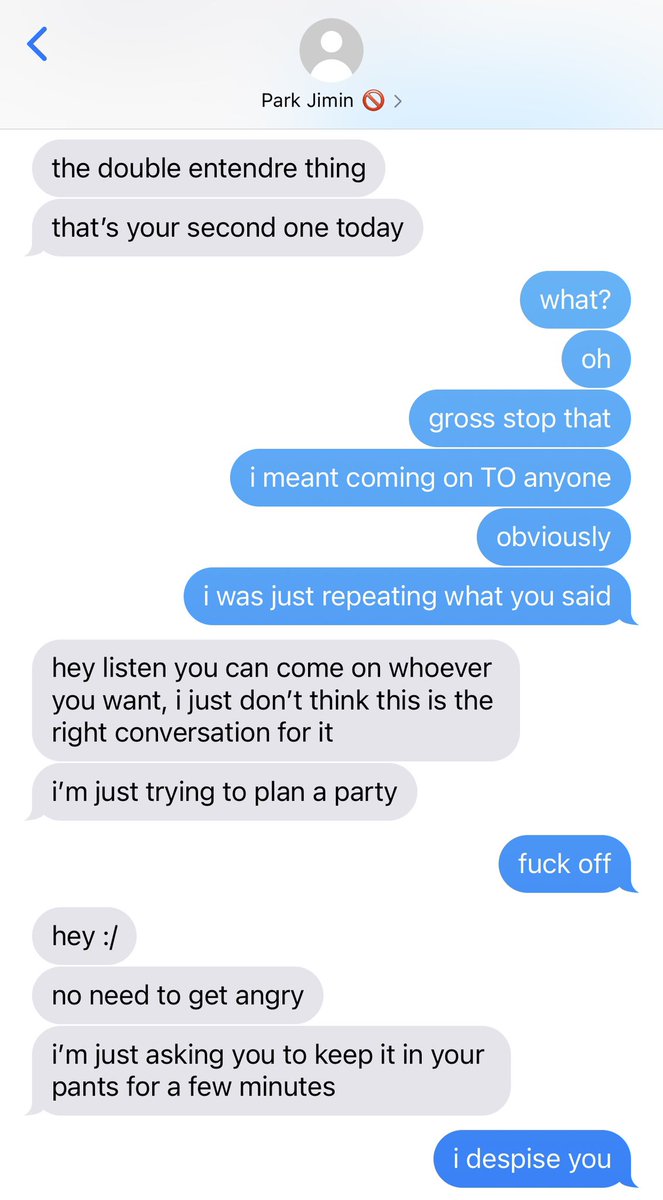 Park Jimin 🚫 >
the double entendre thing
that’s your second one today
what?
oh
gross stop that
i meant coming on TO anyone
obviously
i was just repeating what you said
hey listen you can come on whoever
you want, i just don’t think this is the
right conversation for it
i’m just trying to plan a party
fuck off
hey :/
no need to get angry
i’m just asking you to keep it in your
pants for a few minutes
i despise you